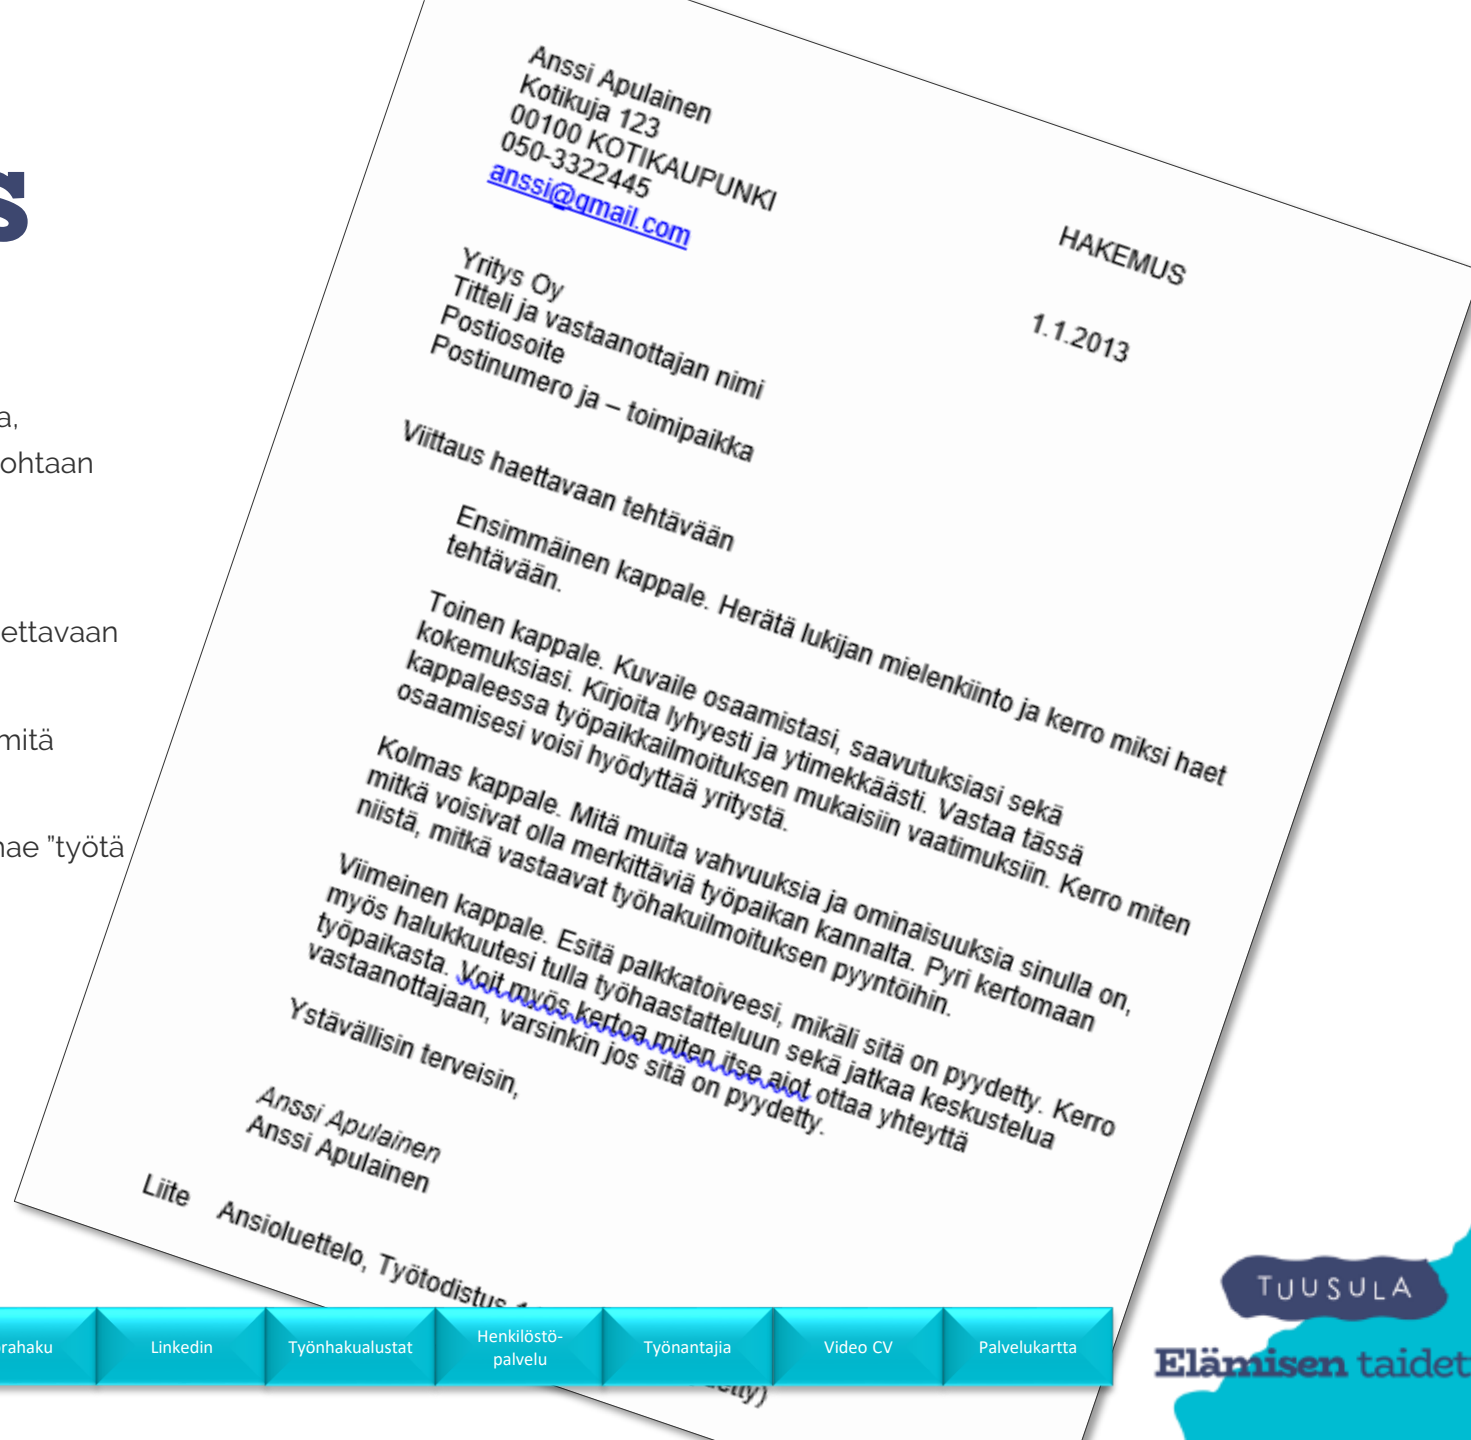 s
a,
ohtaan
ettavaan
mitä
nae "työtä
Anssi Apulainen
Kotikuja 123
00100 KOTIKAUPUNKI
050-3322445
anssi@gmail.com
HAKEMUS
1.1.2013
Yritys Oy
Titteli ja vastaanottajan nimi
Postiosoite
Postinumero ja – toimipaikka
Viittaus haettavaan tehtävään
Ensimmäinen kappale. Herätä lukijan mielenkiinto ja kerro miksi haet
tehtävään.
Toinen kappale. Kuvaile osaamistasi, saavutuksiasi sekä
kokemuksiasi. Kirjoita lyhyesti ja ytimekkäästi. Vastaa tässä
kappaleessa työpaikkailmoituksen mukaisiin vaatimuksiin. Kerro miten
osaamisesi voisi hyödyttää yritystä.
Kolmas kappale. Mitä muita vahvuuksia ja ominaisuuksia sinulla on,
mitkä voisivat olla merkittäviä työpaikan kannalta. Pyri kertomaan
niistä, mitkä vastaavat työhakuilmoituksen pyyntöihin.
Viimeinen kappale. Esitä palkkatoiveesi, mikäli sitä on pyydetty. Kerro
myös halukkuutesi tulla työhaastatteluun sekä jatkaa keskustelua
työpaikasta. Voit myös kertoa miten itse aiot ottaa yhteyttä
vastaanottajaan, varsinkin jos sitä on pyydetty.
Ystävällisin terveisin,
Anssi Apulainen
Anssi Apulainen
Liite Ansioluettelo, Työtodistus
rahaku
Linkedin
Työnhakualustat
Henkilöstö-
palvelu
Työnantajia
Video CV
Palvelukartta
TUUSULA
Elämisen taidet